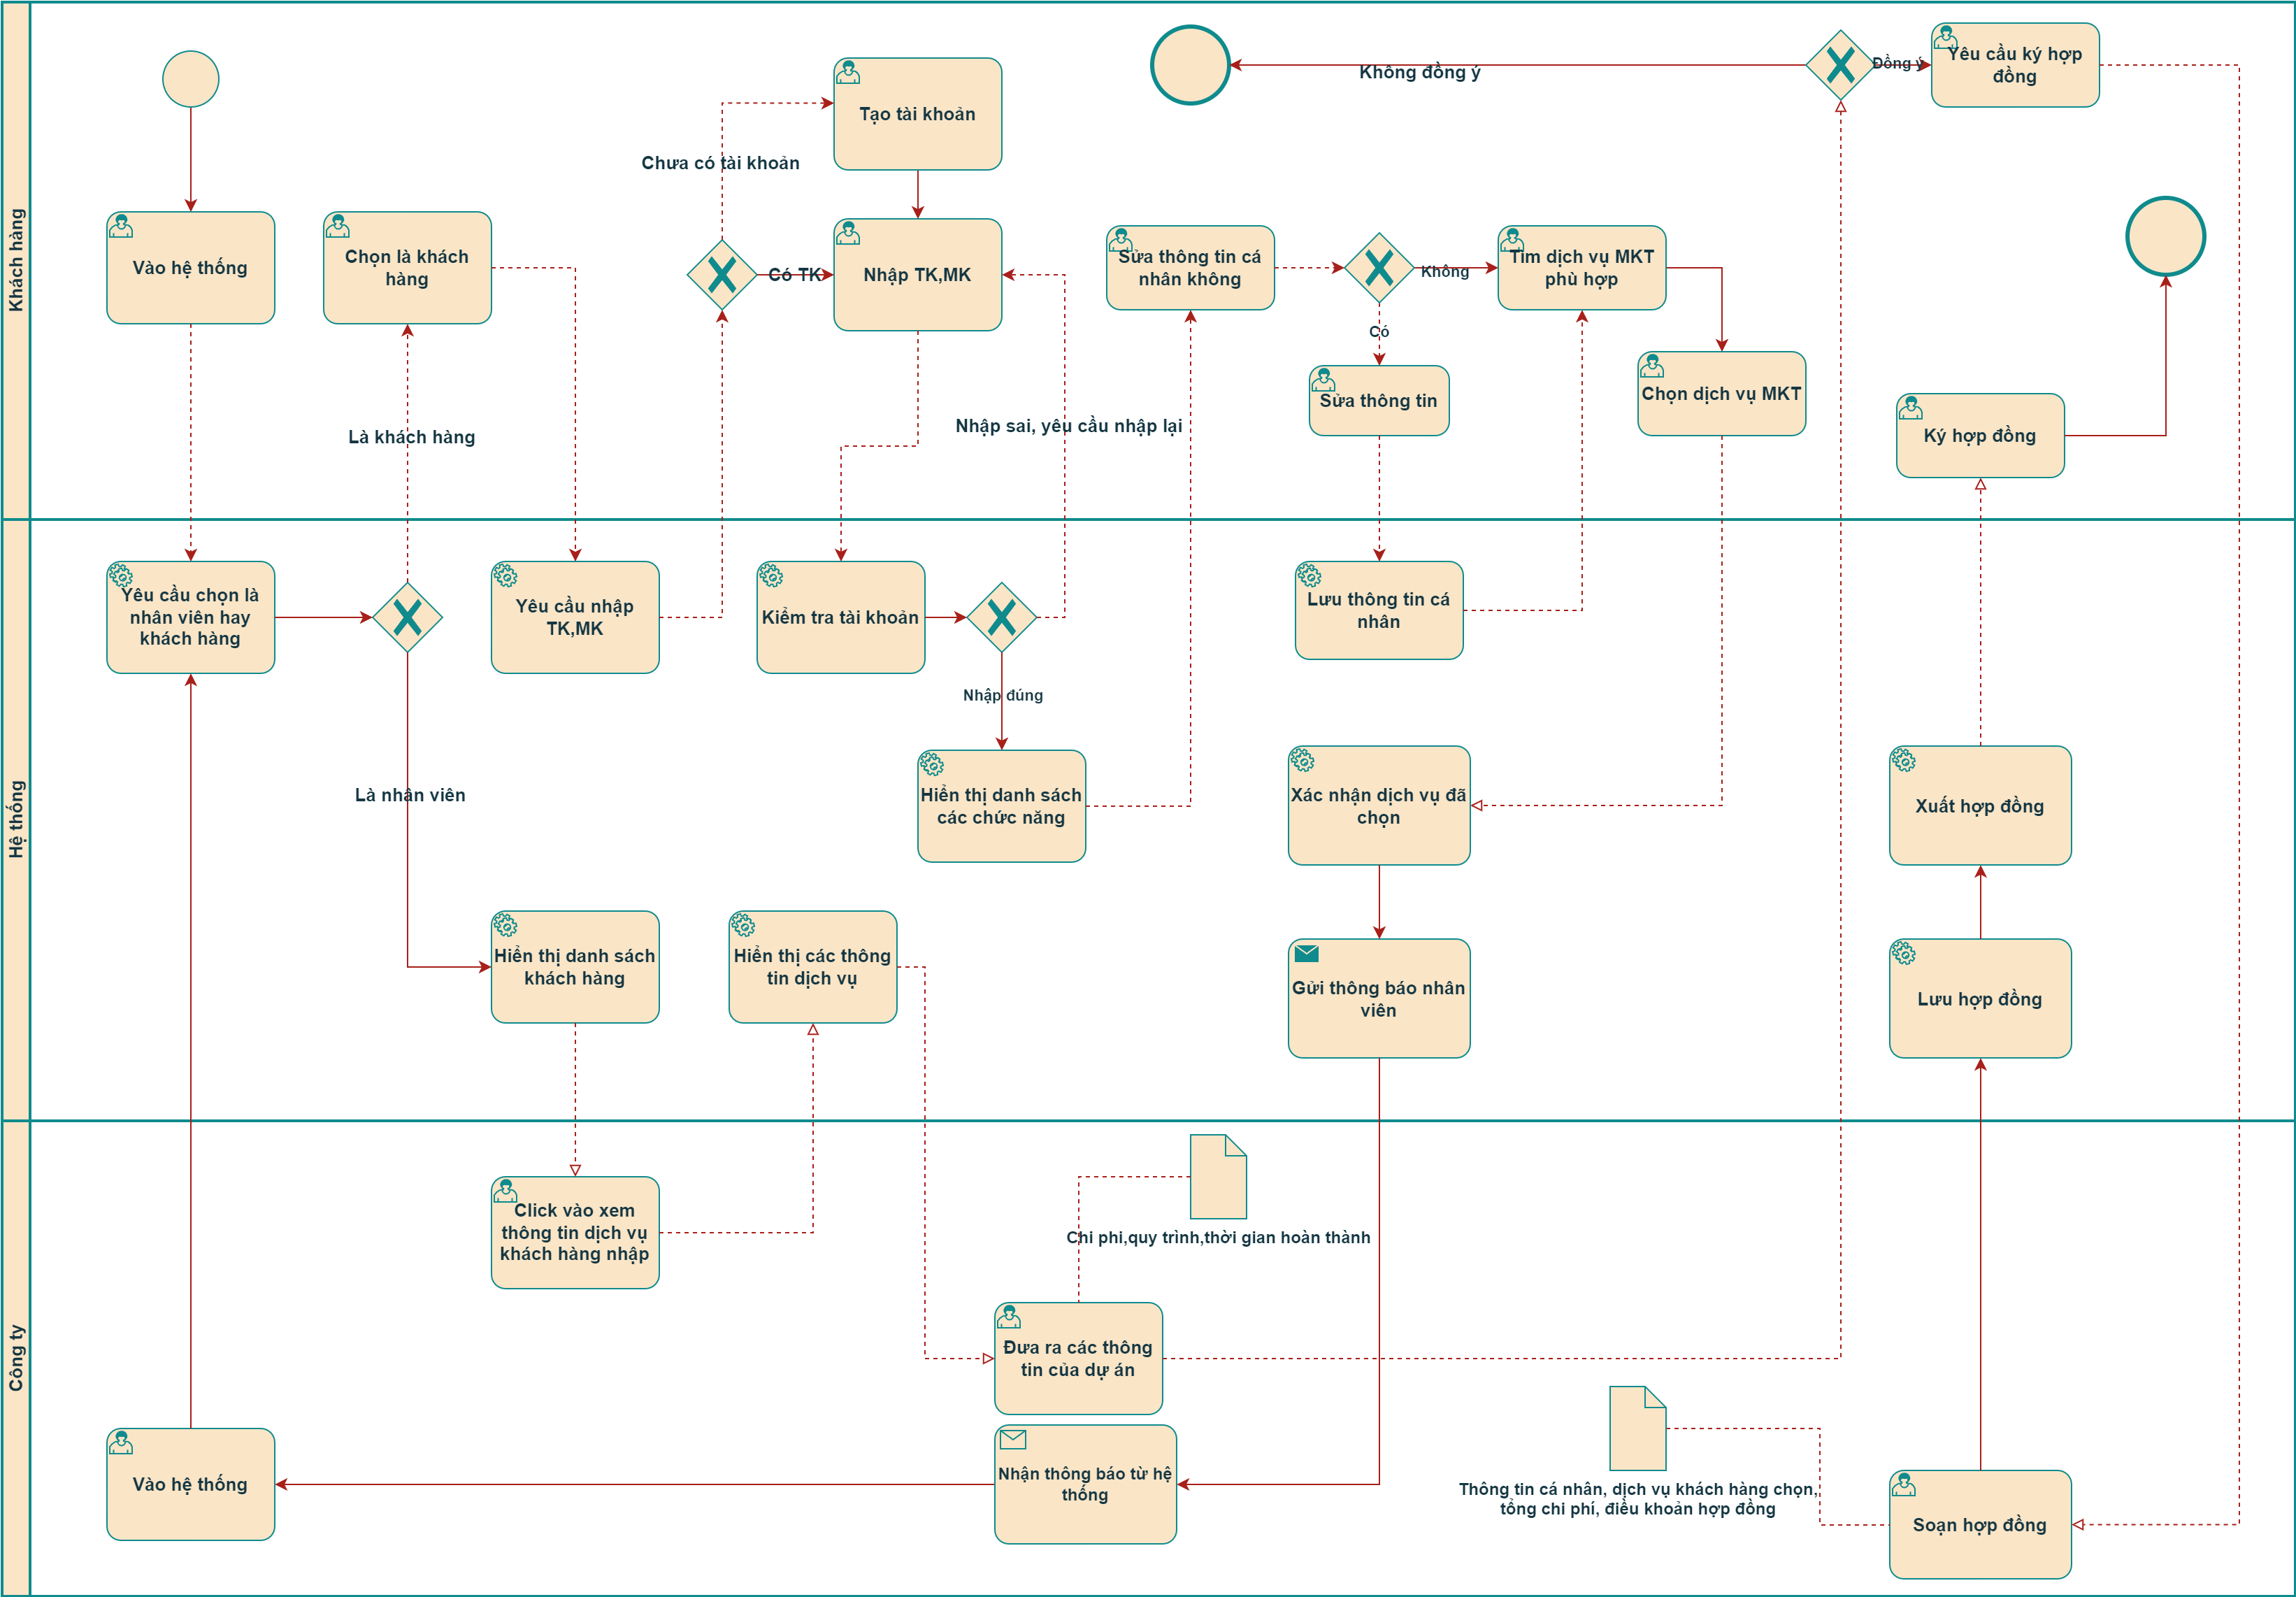 Khách hàng
Không đồng ý
Đồng ý
Yêu cầu ký hợp
đồng
Tạo tài khoản
Chưa có tài khoản
Vào hệ thống
Chọn là khách
hàng
Có TK
Nhập TK,MK
Sửa thông tin cá
nhân không
Không
Tìm dịch vụ MKT
phù hợp
Có
Sửa thông tin
Chọn dịch vụ MKT
Là khách hàng
Nhập sai, yêu cầu nhập lại
Ký hợp đồng
Hệ thống
Yêu cầu chọn là
nhân viên hay
khách hàng
Yêu cầu nhập
TK,MK
Kiểm tra tài khoản
Lưu thông tin cá
nhân
Nhập đúng
Là nhân viên
Hiển thị danh sách
các chức năng
Xác nhận dịch vụ đã
chọn
Xuất hợp đồng
Hiển thị danh sách
khách hàng
Hiển thị các thông
tin dịch vụ
Gửi thông báo nhân
viên
Lưu hợp đồng
Công ty
Click vào xem
thông tin dịch vụ
khách hàng nhập
Chi phí,quy trình,thời gian hoàn thành
Đưa ra các thông
tin của dự án
Vào hệ thống
Nhận thông báo từ hệ
thống
Thông tin cá nhân, dịch vụ khách hàng chọn,
tổng chi phí, điều khoản hợp đồng
Soạn hợp đồng